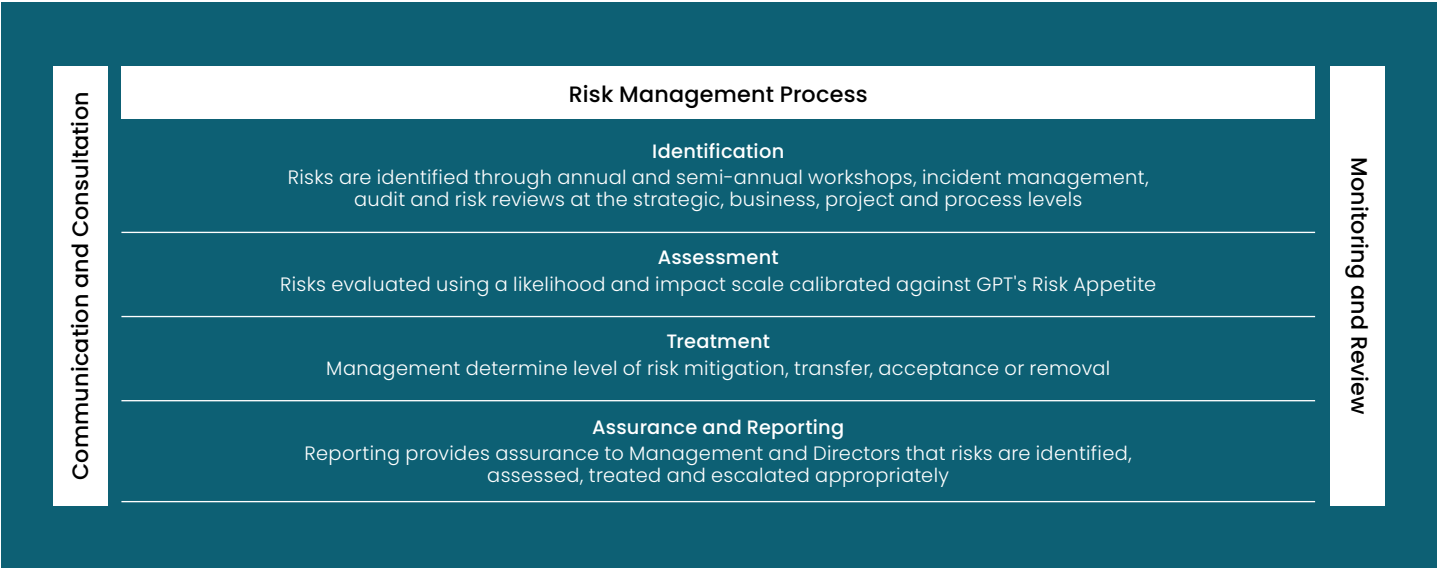 Communication and Consultation
Risk Management Process
Identification
Risks are identified through annual and semi-annual workshops, incident management,
audit and risk reviews at the strategic, business, project and process levels
Assessment
Risks evaluated using a likelihood and impact scale calibrated against GPT's Risk Appetite
Treatment
Management determine level of risk mitigation, transfer, acceptance or removal
Assurance and Reporting
Reporting provides assurance to Management and Directors that risks are identified,
assessed, treated and escalated appropriately
Monitoring and Review